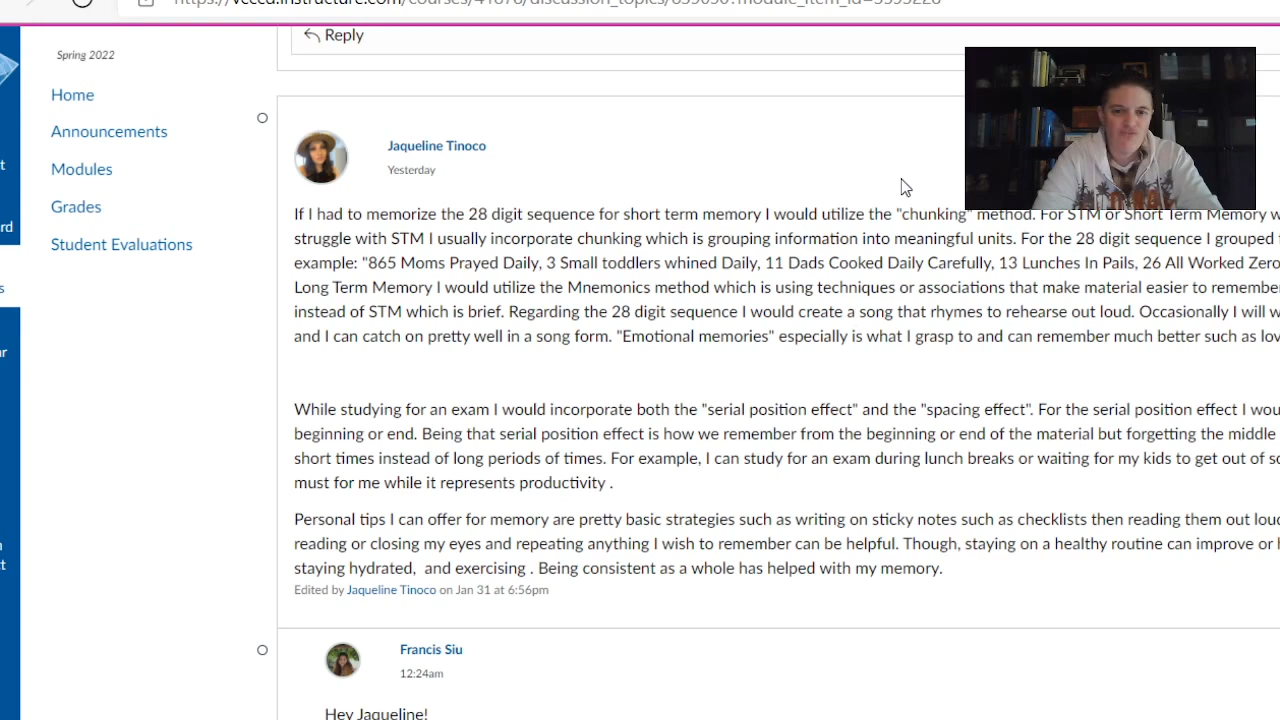 Spring 2022
Home
Announcements
Modules
Grades
Student Evaluations
Reply
Jaqueline Tinoco
Yesterday
If I had to memorize the 28 digit sequence for short term memory I would utilize the "chunking" method. For STM or Short Term Memory w
struggle with STM I usually incorporate chunking which is grouping information into meaningful units. For the 28 digit sequence I grouped
example: "865 Moms Prayed Daily, 3 Small toddlers whined Daily, 11 Dads Cooked Daily Carefully, 13 Lunches In Pails, 26 All Worked Zero
Long Term Memory I would utilize the Mnemonics method which is using techniques or associations that make material easier to remember
instead of STM which is brief. Regarding the 28 digit sequence I would create a song that rhymes to rehearse out loud. Occasionally I will w
and I can catch on pretty well in a song form. "Emotional memories" especially is what I grasp to and can remember much better such as lov
While studying for an exam I would incorporate both the "serial position effect" and the "spacing effect". For the serial position effect I wou
beginning or end. Being that serial position effect is how we remember from the beginning or end of the material but forgetting the middle
short times instead of long periods of times. For example, I can study for an exam during lunch breaks or waiting for my kids to get out of sc
must for me while it represents productivity .
Personal tips I can offer for memory are pretty basic strategies such as writing on sticky notes such as checklists then reading them out loud
reading or closing my eyes and repeating anything I wish to remember can be helpful. Though, staying on a healthy routine can improve or h
staying hydrated, and exercising . Being consistent as a whole has helped with my memory.
Edited by Jaqueline Tinoco on Jan 31 at 6:56pm
Francis Siu
12:24am
Hey Jaqueline!